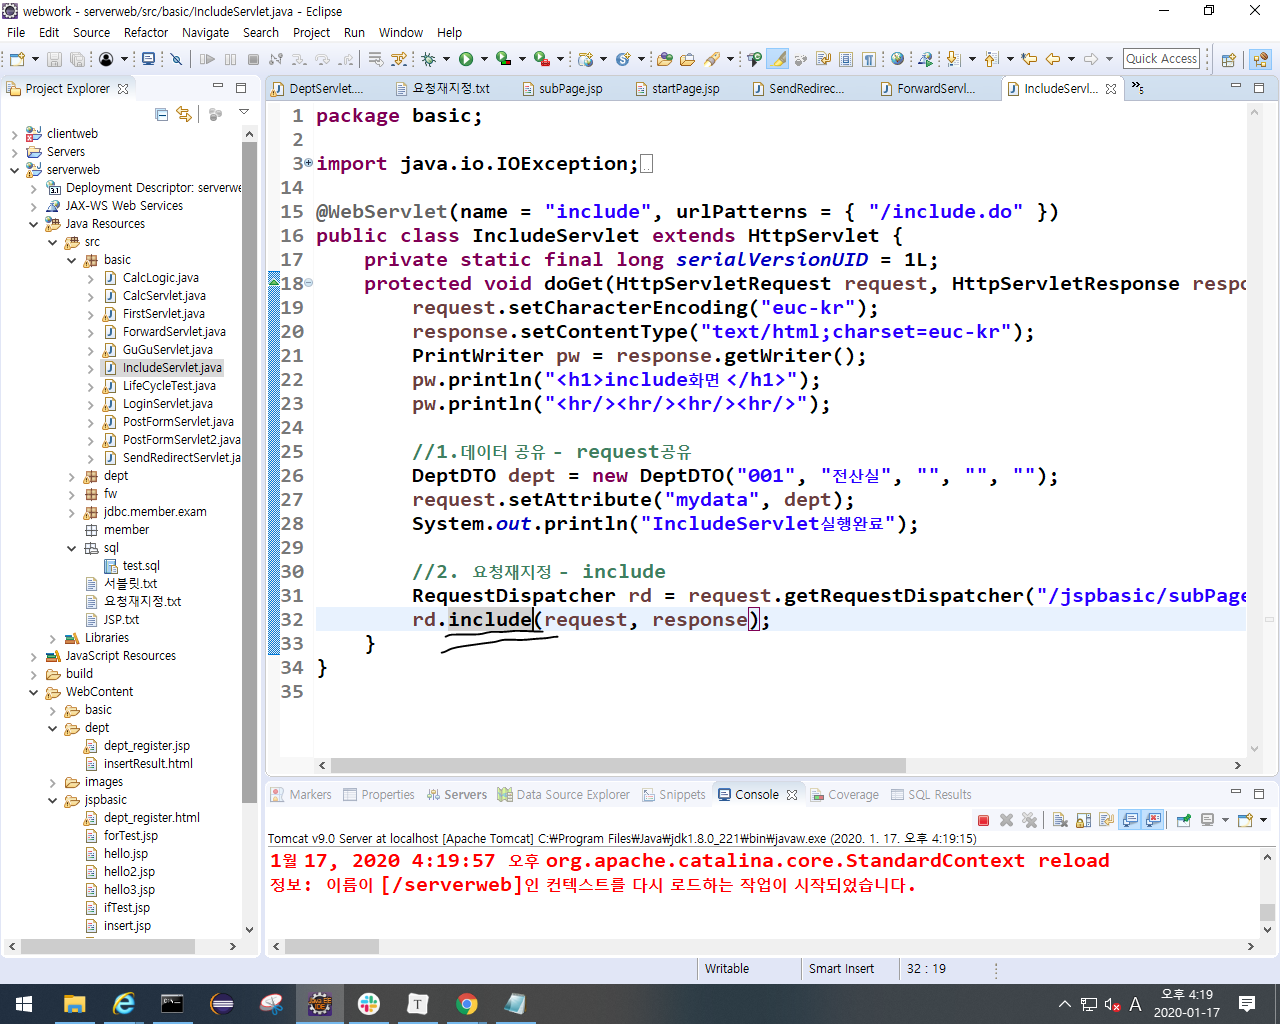 webwork - serverweb/src/basic/IncludeServlet.java - Eclipse
File Edit Source Refactor Navigate Search Project Run Window Help
Quick Access
Project Explorer
clientweb
Servers
serverweb
Deployment Descriptor: serverwe
JAX-WS Web Services
Java Resources
src
basic
CalcLogic.java
CalcServlet.java
FirstServlet.java
ForwardServlet.java
GuGuServlet.java
IncludeServlet.java
LifeCycleTest.java
LoginServlet.java
PostFormServlet.java
PostFormServlet2.java
SendRedirectServlet.ja
dept
fw
jdbc.member.exam
member
sql
test.sql
서블릿.txt
요청재지정.txt
JSP.txt
Libraries
JavaScript Resources
build
WebContent
basic
dept
dept_register.jsp
insertResult.html
images
jspbasic
dept_register.html
forTest.jsp
hello.jsp
hello2.jsp
hello3.jsp
ifTest.jsp
insert.jsp
DeptServlet.... 요청재지정.txt subPage.jsp startPage.jsp SendRedirec... ForwardServl... IncludeServl... »5
1 package basic;
2
3 import java.io.IOException;
14
15 @WebServlet(name = "include", urlPatterns = { "/include.do" })
16 public class IncludeServlet extends HttpServlet {
17 private static final long serialVersionUID = 1L;
18 protected void doGet(HttpServletRequest request, HttpServletResponse respo
19 request.setCharacterEncoding("euc-kr");
20 response.setContentType("text/html;charset=euc-kr");
21 PrintWriter pw = response.getWriter();
22 pw.println("<h1>include화면 </h1>");
23 pw.println("<hr/><hr/><hr/><hr/>");
24
25 //1.데이터 공유 - request공유
26 DeptDTO dept = new DeptDTO("001", "전산실", "", "", "");
27 request.setAttribute("mydata", dept);
28 System.out.println("IncludeServlet실행완료");
29
30 //2. 요청재지정 - include
31 RequestDispatcher rd = request.getRequestDispatcher("/jspbasic/subPage
32 rd.include(request, response);
33 }
34 }
35
Markers Properties Servers Data Source Explorer Snippets Console Coverage SQL Results
Tomcat v9.0 Server at localhost [Apache Tomcat] C:₩Program Files₩Java₩jdk1.8.0_221₩bin₩javaw.exe (2020. 1. 17. 오후 4:19:15)
1월 17, 2020 4:19:57 오후 org.apache.catalina.core.StandardContext reload
정보: 이름이 [/serverweb]인 컨텍스트를 다시 로드하는 작업이 시작되었습니다.
Writable Smart Insert 32 : 19
A
오후 4:19
2020-01-17